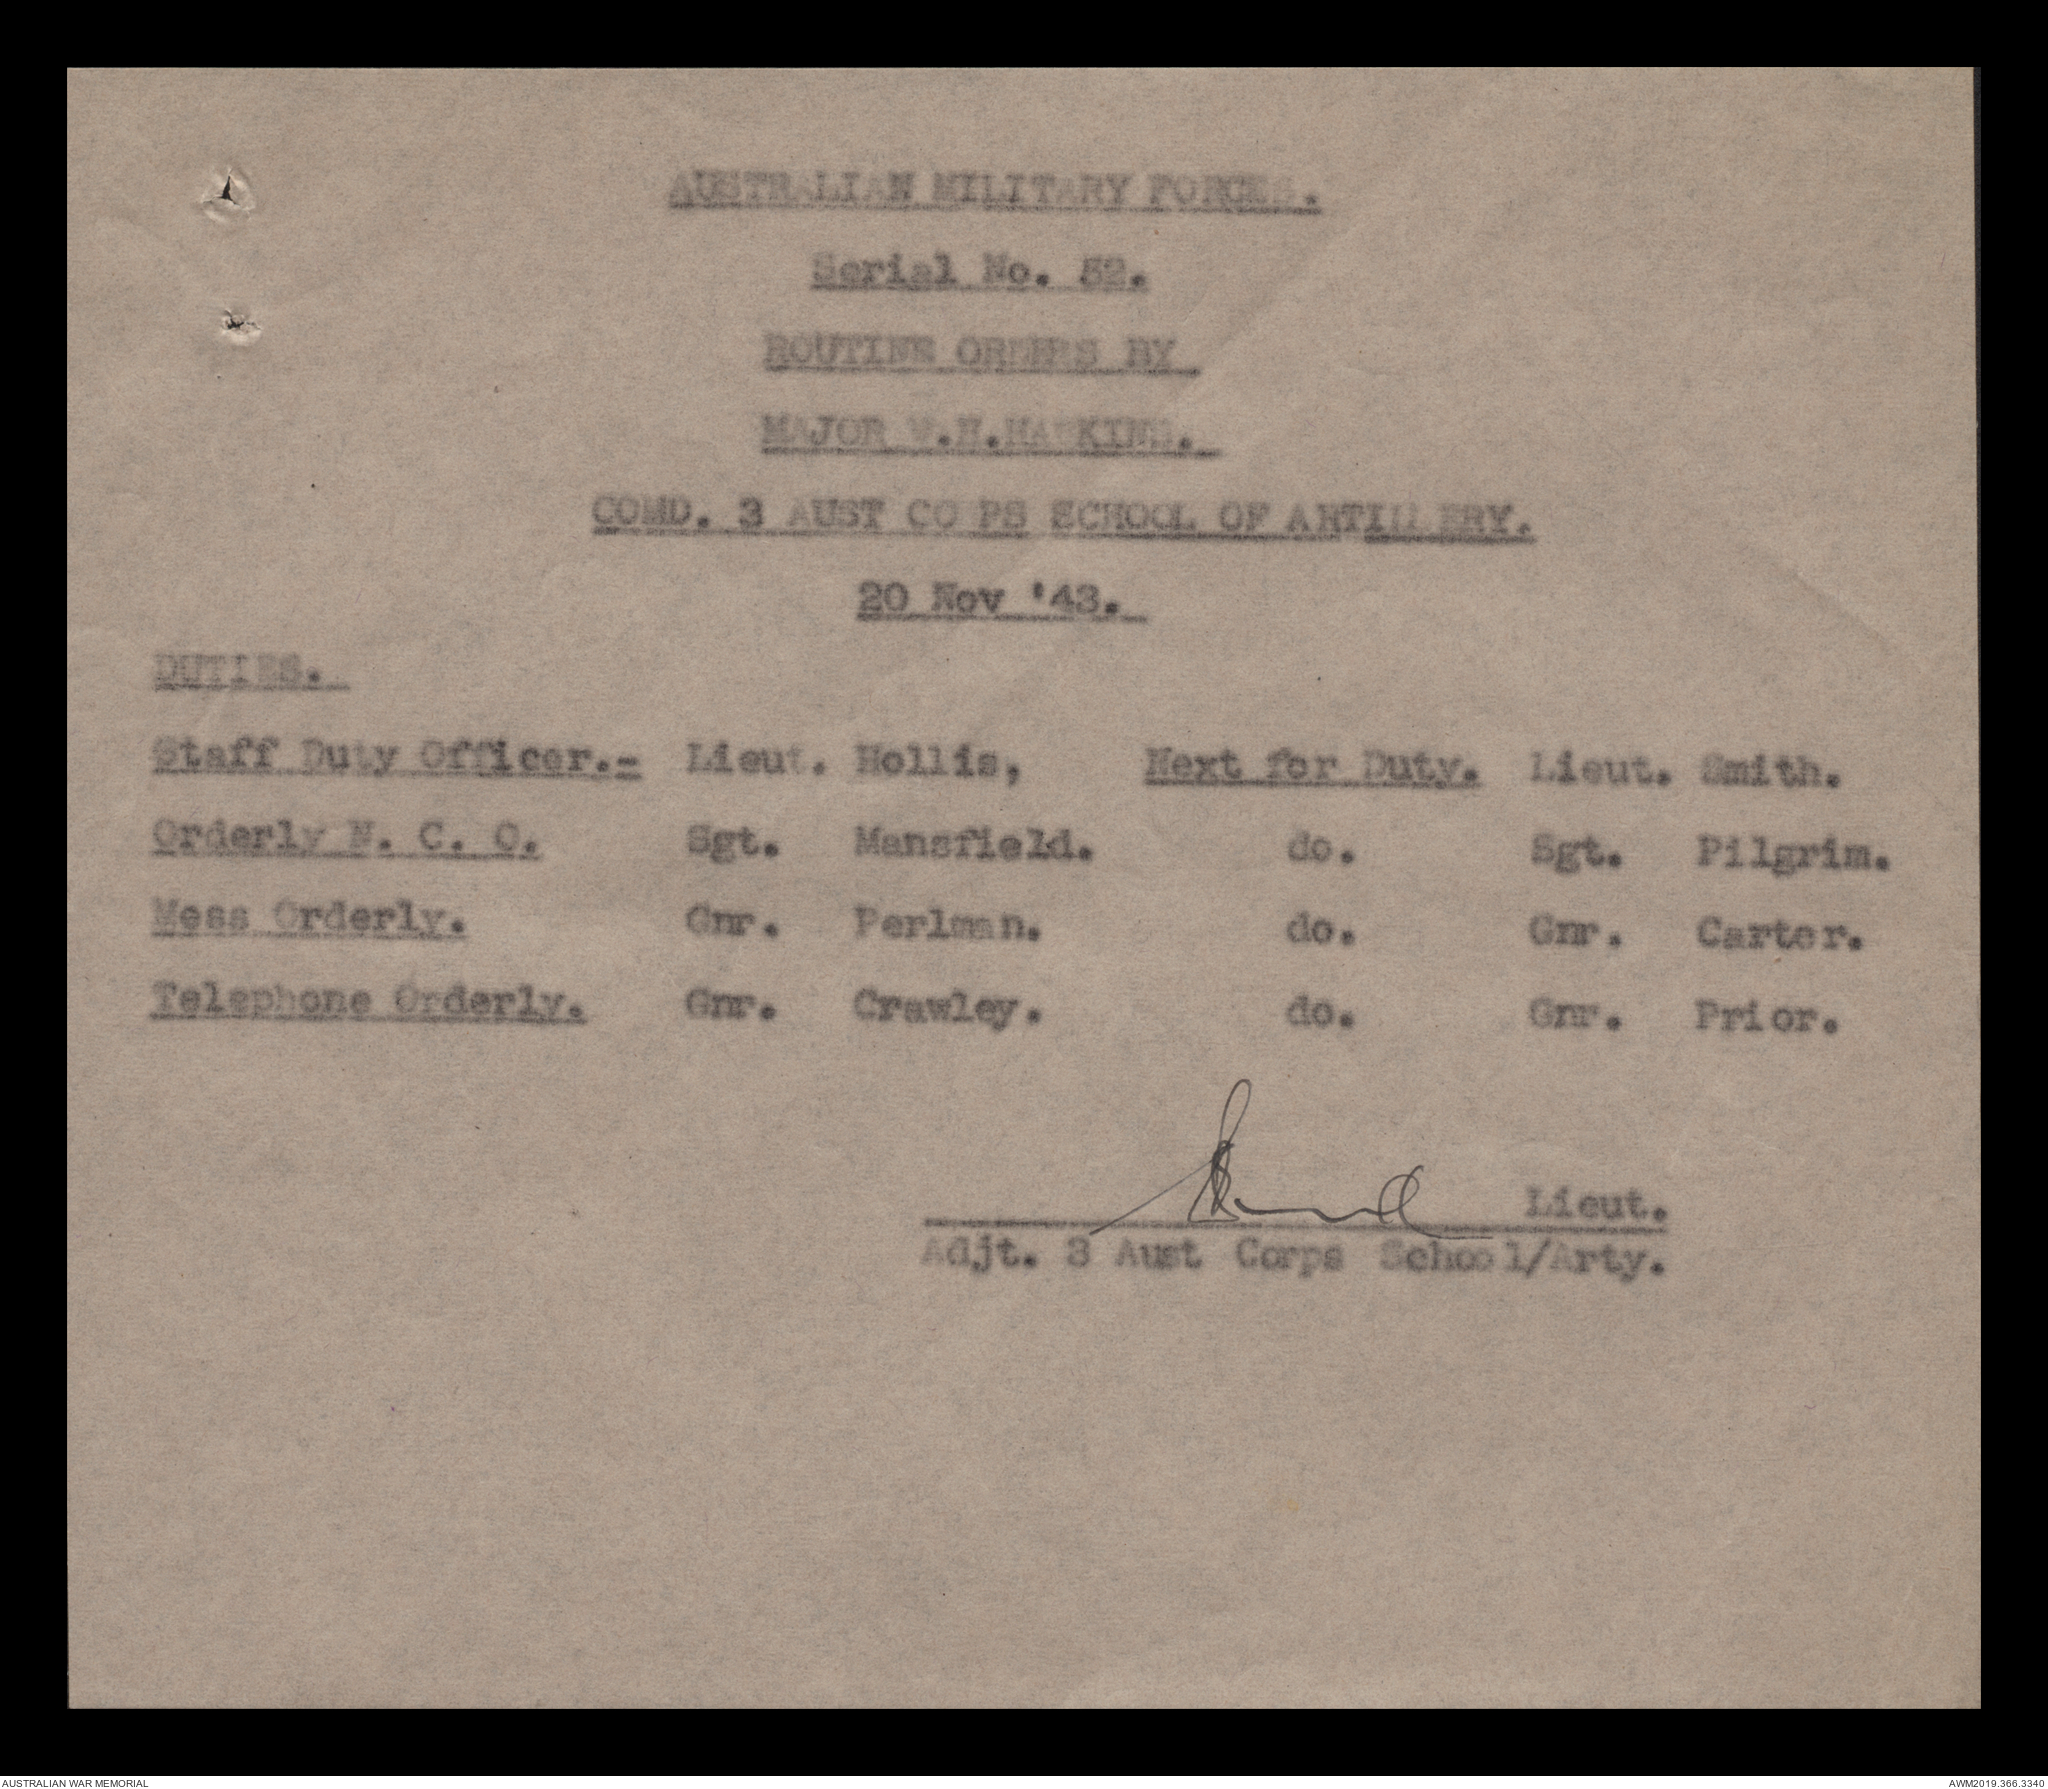 AUSTRALIAN MILITARY FORCES.
Serial No. 52.
ROUTINE ORDERS BY
MAJOR W.H.HAWKINS.
COMD. 3 AUST CORPS SCHOOL OF ARTILLERY.
20 Nov '43.
DUTIES.
Staff Duty Officer.- Lieut. Hollis, Next for Duty. Lieut. Smith.
Orderly N. C. O. Sgt. Mansfield. do. Sgt. Pilgrim.
Mess Orderly. Gnr. Perlman. do. Gnr. Carter.
Telephone Orderly. Gnr. Crawley. do. Gnr. Prior.
Lieut.
Adjt. 3 Aust Corps School/Arty.
AUSTRALIAN WAR MEMORIAL AWM2019.366.3340